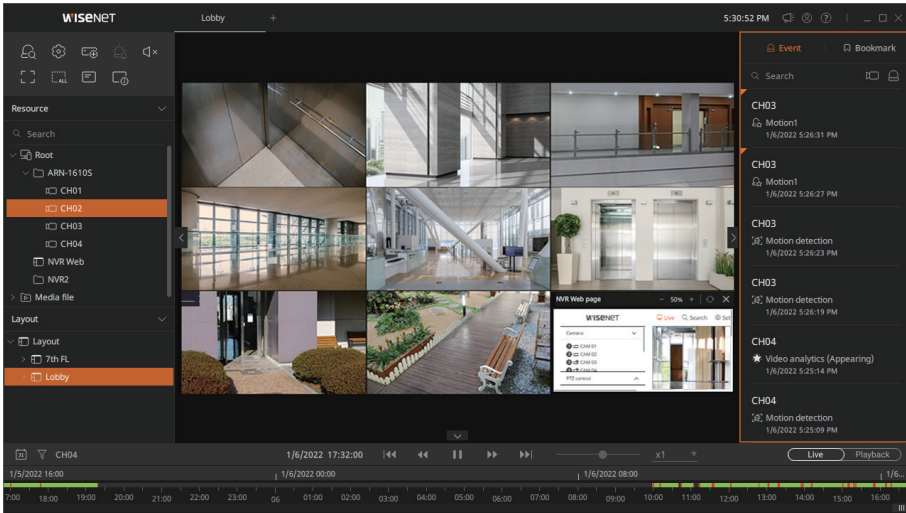 WISENET
Lobby
+
5:30:52 PM
ALL
Resource
Search
Root
ARN-1610S
CH01
CH02
CH03
CH04
NVR Web
NVR2
Media file
Layout
Layout
7th FL
Lobby
NVR Web page
50%
WISENET
Live Search Set
Camera
CAM 01
CAM 02
CAM 03
CAM 04
PTZ control
Event
Bookmark
Search
CH03
Motion1
1/6/2022 5:26:31 PM
CH03
Motion1
1/6/2022 5:26:27 PM
CH03
Motion detection
1/6/2022 5:26:23 PM
CH03
Motion detection
1/6/2022 5:26:19 PM
CH04
Video analytics (Appearing)
1/6/2022 5:25:14 PM
CH04
Motion detection
1/6/2022 5:25:09 PM
31 CH04
1/6/2022 17:32:00
x1
Live Playback
1/5/2022 16:00 1/6/2022 00:00 1/6/2022 08:00 1/6...
7:00 18:00 19:00 20:00 21:00 22:00 23:00 06 01:00 02:00 03:00 04:00 05:00 06:00 07:00 08:00 09:00 10:00 11:00 12:00 13:00 14:00 15:00 16:00